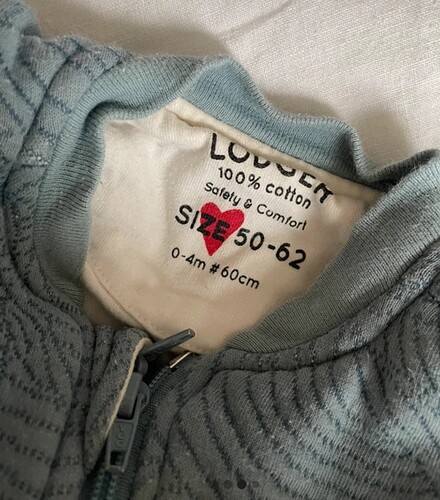 LODGER
100% cotton
Safety & Comfort
SIZE 50-62
0-4m #60cm